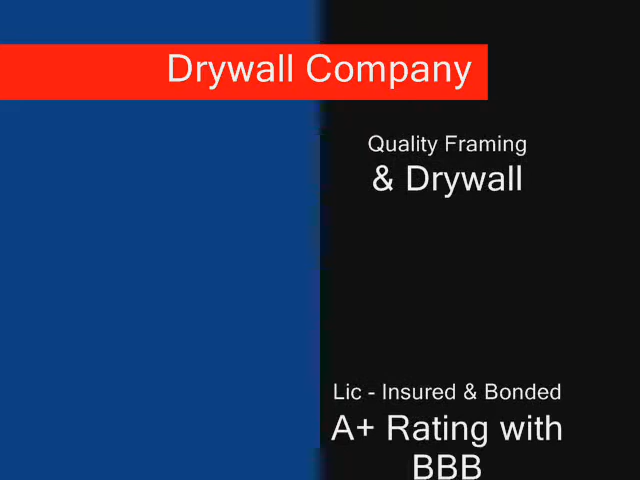 Drywall Company
Quality Framing
& Drywall
Lic - Insured & Bonded
A+ Rating with
BBB